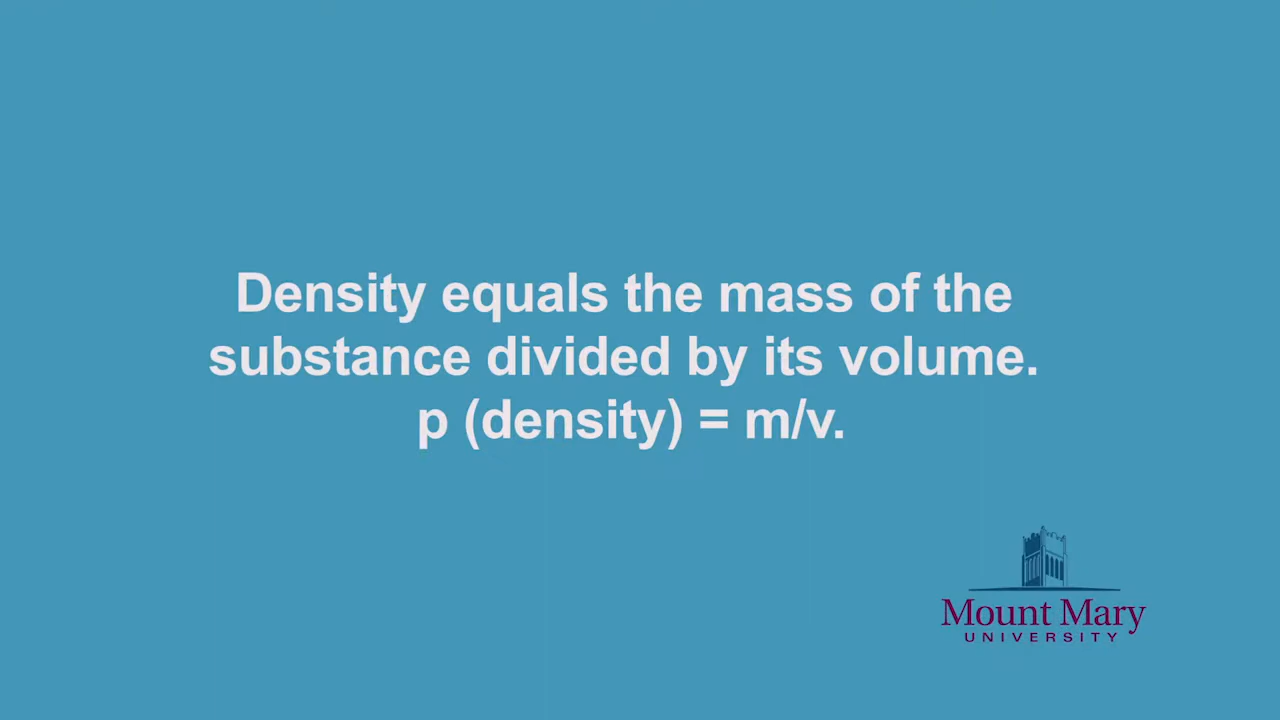 Density equals the mass of the
substance divided by its volume.
p (density) = m/v.
Mount Mary
UNIVERSITY